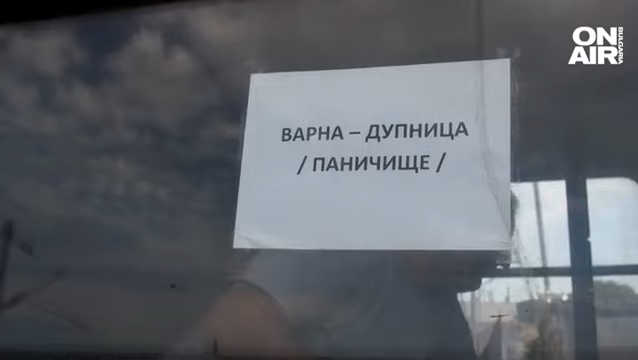 ВАРНА – ДУПНИЦА
/ ПАНИЧИЩЕ /
ON
AIR
BULGARIA